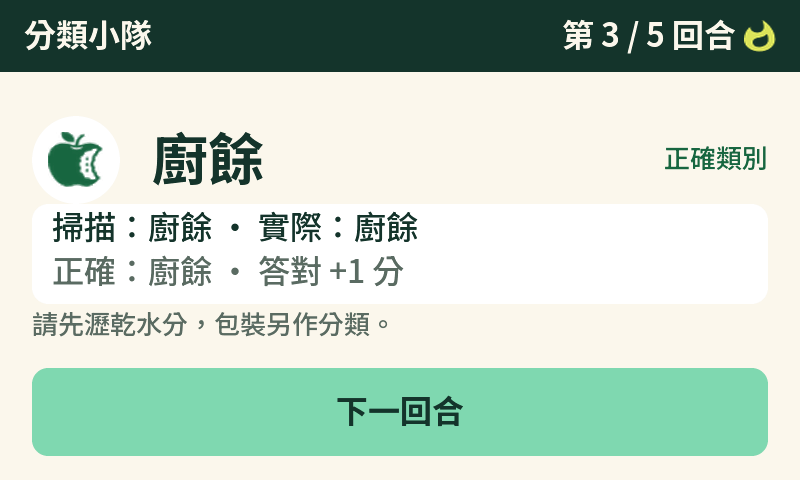 分類小隊
第 3 / 5 回合
廚餘
正確類別
掃描：廚餘 · 實際：廚餘
正確：廚餘 · 答對 +1 分
請先瀝乾水分，包裝另作分類。
下一回合